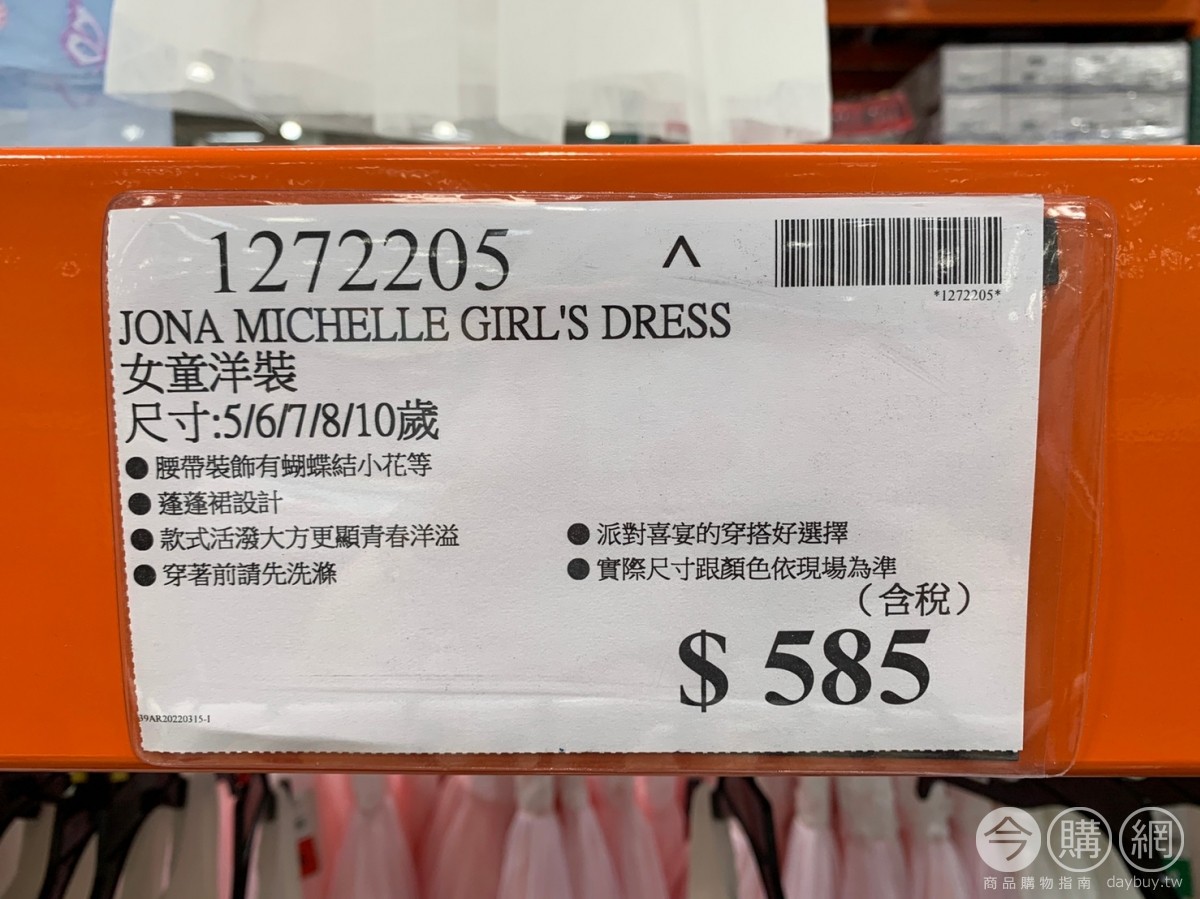 1272205 ^
*1272205*
JONA MICHELLE GIRL'S DRESS
女童洋裝
尺寸:5/6/7/8/10歲
● 腰帶裝飾有蝴蝶結小花等
● 蓬蓬裙設計
● 款式活潑大方更顯青春洋溢
● 穿著前請先洗滌
● 派對喜宴的穿搭好選擇
● 實際尺寸跟顏色依現場為準
（含稅）
$ 585
39AR20220315-1
今購網
商品購物指南 daybuy.tw